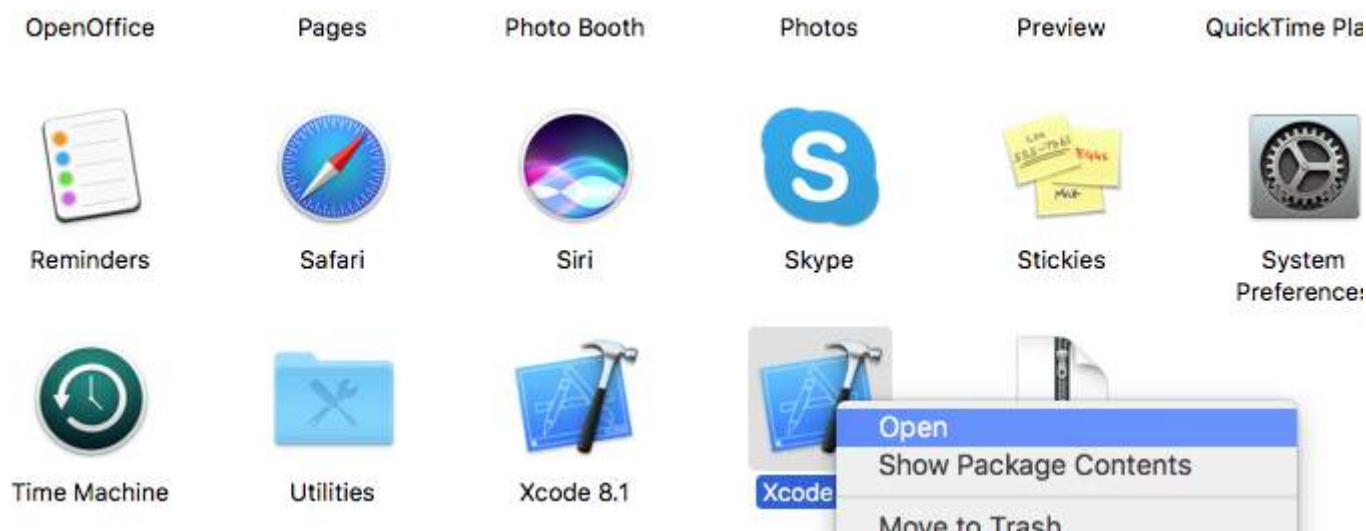 OpenOffice
Pages
Photo Booth
Photos
Preview
QuickTime Pla
Reminders
Safari
Siri
Skype
Stickies
System
Preferences
Time Machine
Utilities
Xcode 8.1
Xcode
Open
Show Package Contents
Move to Trash